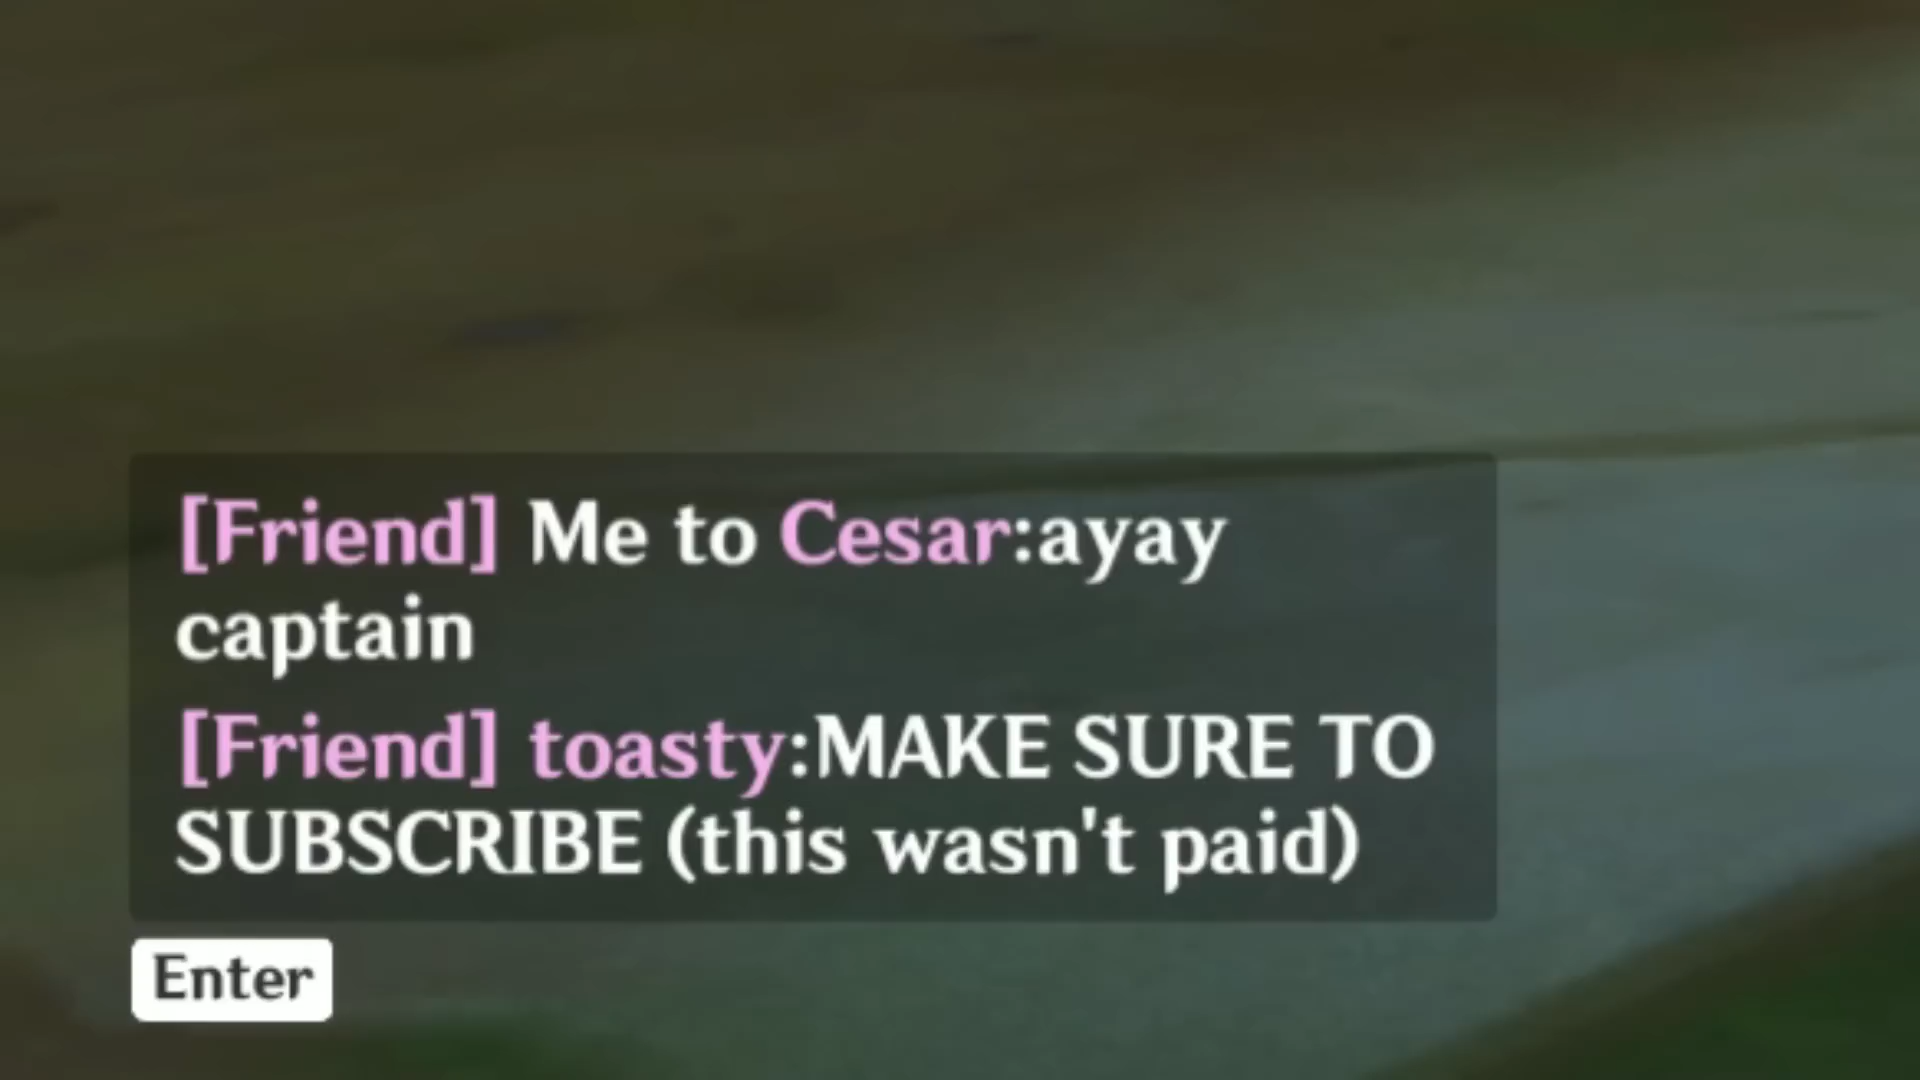 [Friend] Me to Cesar:ayay
captain
[Friend] toasty:MAKE SURE TO
SUBSCRIBE (this wasn't paid)
Enter